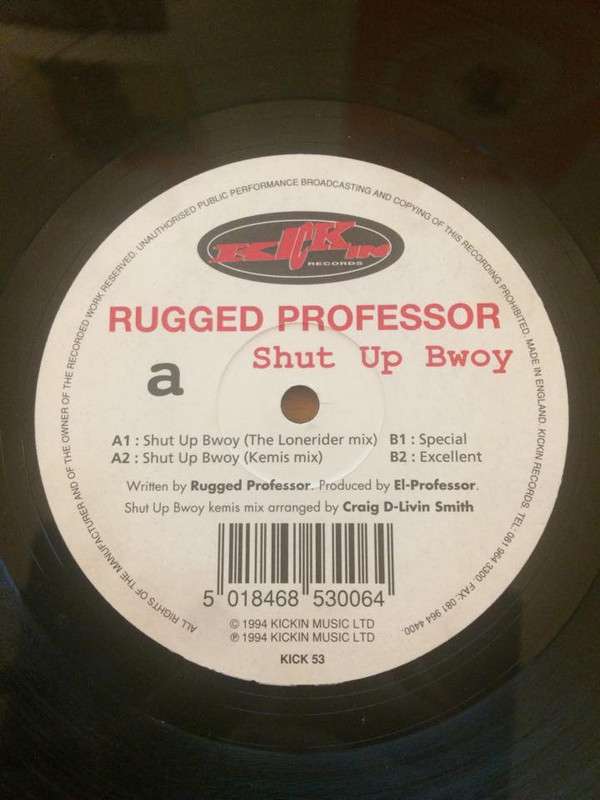 ALL RIGHTS OF THE MANUFACTURER AND OF THE OWNER OF THE RECORDED WORK RESERVED. UNAUTHORISED PUBLIC PERFORMANCE BROADCASTING AND COPYING OF THIS RECORDING PROHIBITED. MADE IN ENGLAND. KICKIN RECORDS. TEL: 081 964 3300. FAX: 081 964 4400.
KICKIN
RECORDS
RUGGED PROFESSOR
Shut Up Bwoy
a
A1 : Shut Up Bwoy (The Lonerider mix) B1 : Special
A2 : Shut Up Bwoy (Kemis mix) B2 : Excellent
Written by Rugged Professor. Produced by El-Professor.
Shut Up Bwoy kemis mix arranged by Craig D-Livin Smith
5 018468 530064
© 1994 KICKIN MUSIC LTD
℗ 1994 KICKIN MUSIC LTD
KICK 53